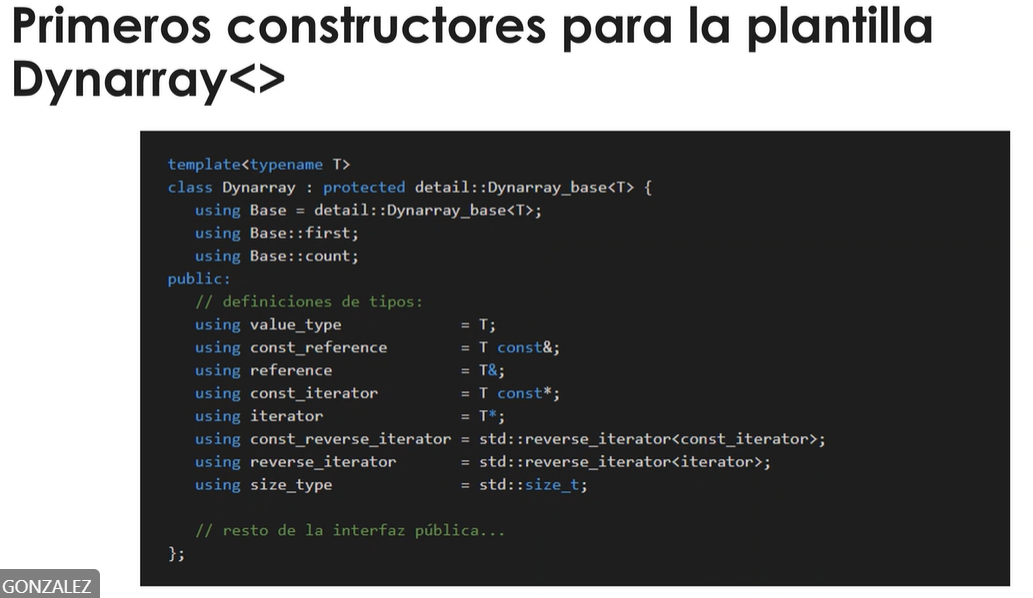 Primeros constructores para la plantilla
Dynarray<>
template<typename T>
class Dynarray : protected detail::Dynarray_base<T> {
using Base = detail::Dynarray_base<T>;
using Base::first;
using Base::count;
public:
// definiciones de tipos:
using value_type = T;
using const_reference = T const&;
using reference = T&;
using const_iterator = T const*;
using iterator = T*;
using const_reverse_iterator = std::reverse_iterator<const_iterator>;
using reverse_iterator = std::reverse_iterator<iterator>;
using size_type = std::size_t;
// resto de la interfaz pública...
};
GONZALEZ